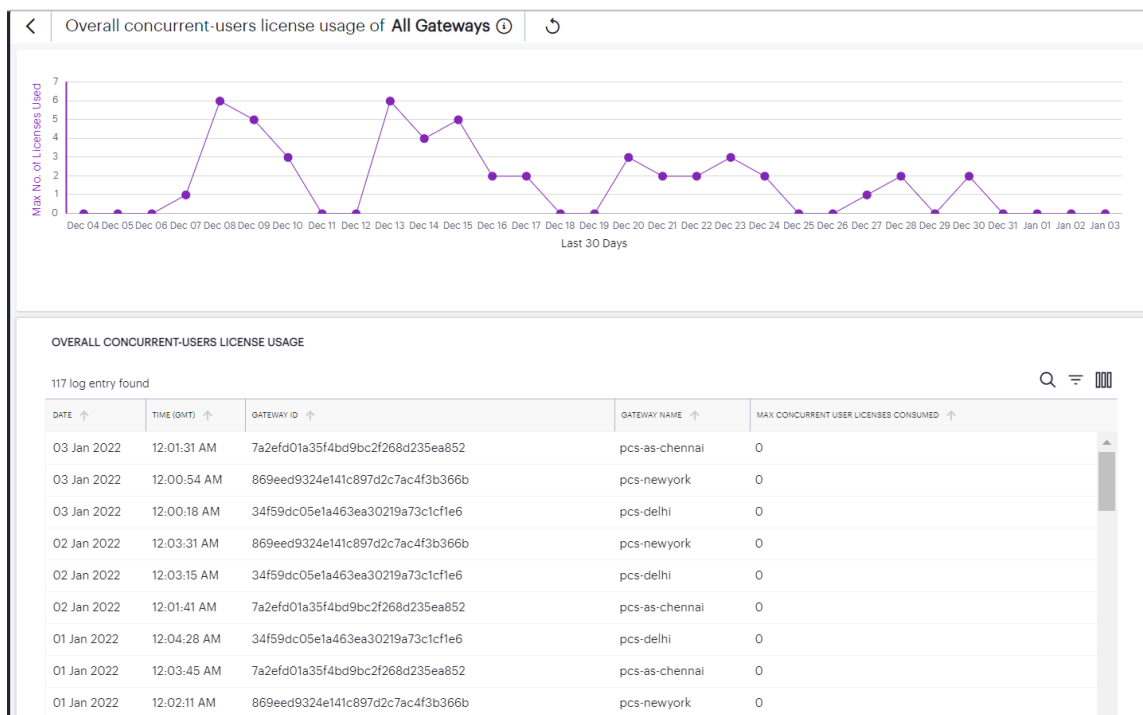 Overall concurrent-users license usage of All Gateways
Max No. of Licenses Used
7
6
5
4
3
2
1
0
Dec 04 Dec 05 Dec 06 Dec 07 Dec 08 Dec 09 Dec 10 Dec 11 Dec 12 Dec 13 Dec 14 Dec 15 Dec 16 Dec 17 Dec 18 Dec 19 Dec 20 Dec 21 Dec 22 Dec 23 Dec 24 Dec 25 Dec 26 Dec 27 Dec 28 Dec 29 Dec 30 Dec 31 Jan 01 Jan 02 Jan 03
Last 30 Days
OVERALL CONCURRENT-USERS LICENSE USAGE
117 log entry found
DATE TIME (GMT) GATEWAY ID GATEWAY NAME MAX CONCURRENT USER LICENSES CONSUMED
03 Jan 2022 12:01:31 AM 7a2efd01a35f4bd9bc2f268d235ea852 pcs-as-chennai 0
03 Jan 2022 12:00:54 AM 869eed9324e141c897d2c7ac4f3b366b pcs-newyork 0
03 Jan 2022 12:00:18 AM 34f59dc05e1a463ea30219a73c1cf1e6 pcs-delhi 0
02 Jan 2022 12:03:31 AM 869eed9324e141c897d2c7ac4f3b366b pcs-newyork 0
02 Jan 2022 12:03:15 AM 34f59dc05e1a463ea30219a73c1cf1e6 pcs-delhi 0
02 Jan 2022 12:01:41 AM 7a2efd01a35f4bd9bc2f268d235ea852 pcs-as-chennai 0
01 Jan 2022 12:04:28 AM 34f59dc05e1a463ea30219a73c1cf1e6 pcs-delhi 0
01 Jan 2022 12:03:45 AM 7a2efd01a35f4bd9bc2f268d235ea852 pcs-as-chennai 0
01 Jan 2022 12:02:11 AM 869eed9324e141c897d2c7ac4f3b366b pcs-newyork 0